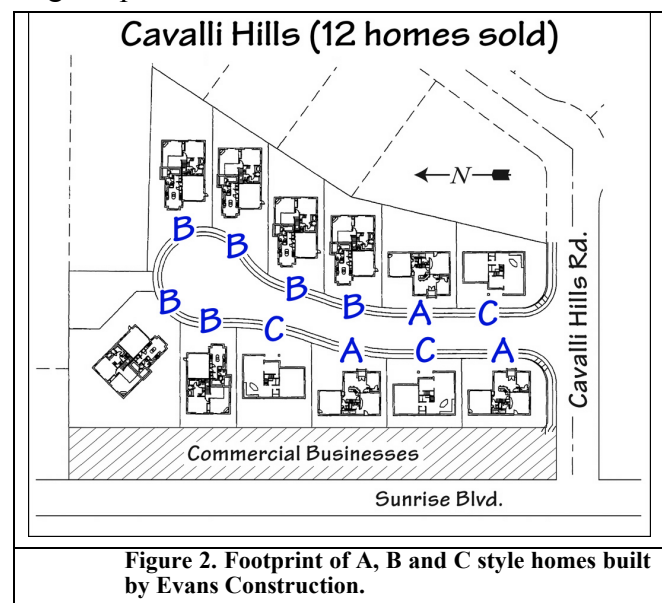 Cavalli Hills (12 homes sold)
N
B
B
B
B
A
C
B
B
C
A
C
A
Cavalli Hills Rd.
Commercial Businesses
Sunrise Blvd.
Figure 2. Footprint of A, B and C style homes built
by Evans Construction.